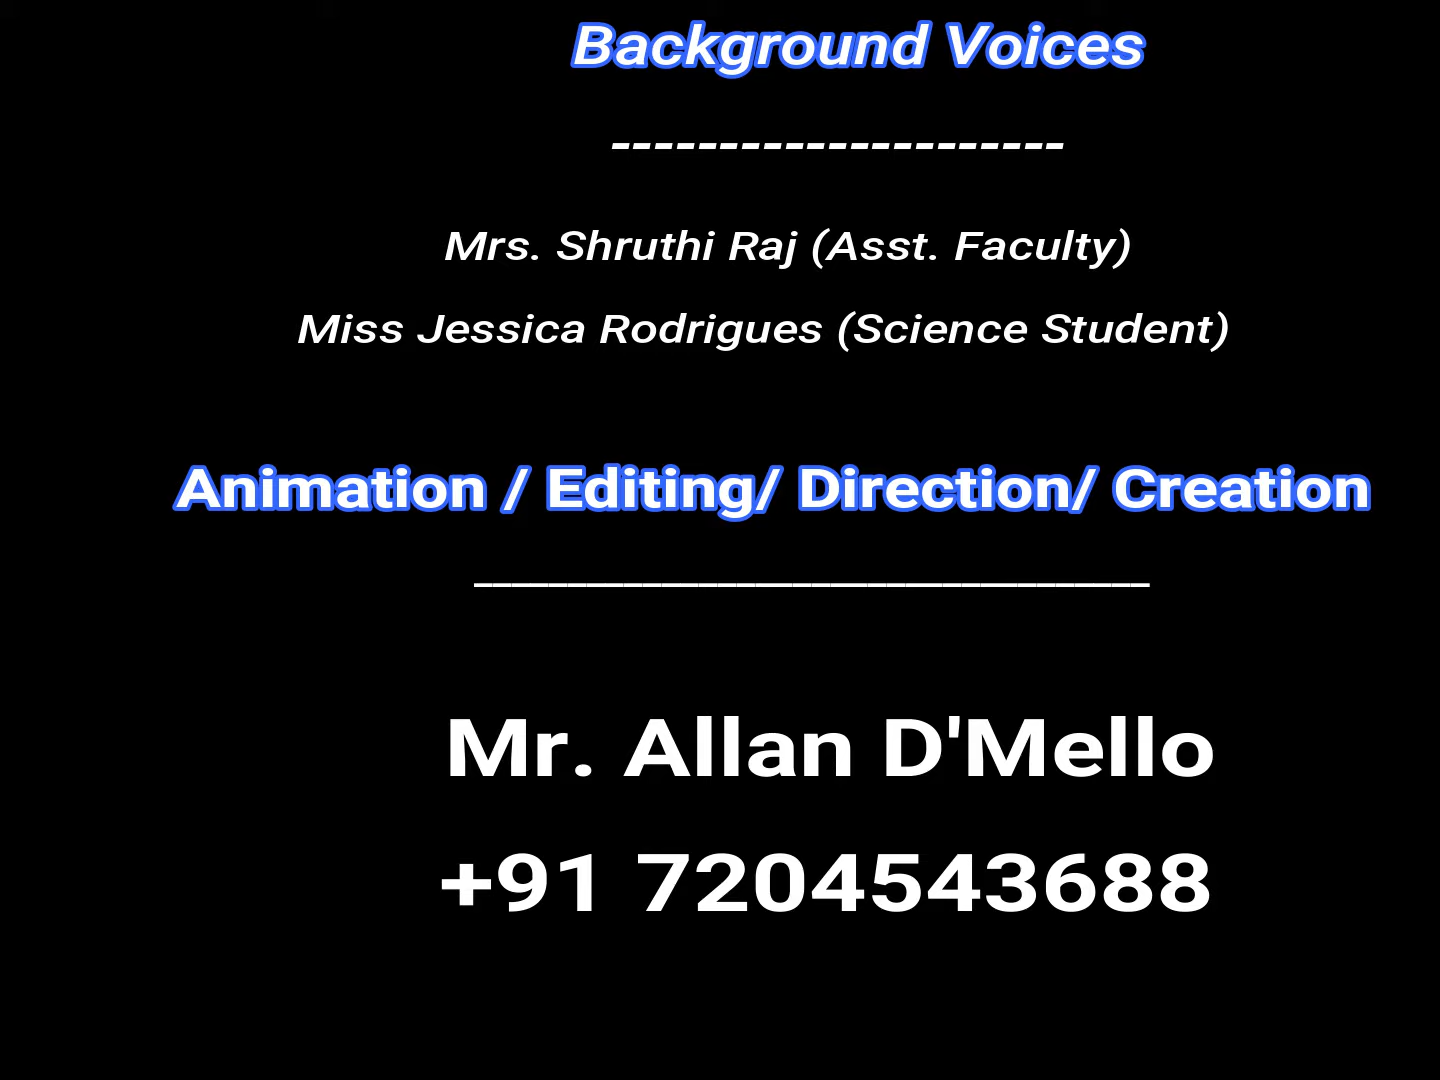 Background Voices
---------------------
Mrs. Shruthi Raj (Asst. Faculty)
Miss Jessica Rodrigues (Science Student)
Animation / Editing/ Direction/ Creation
____________________________________
Mr. Allan D'Mello
+91 7204543688